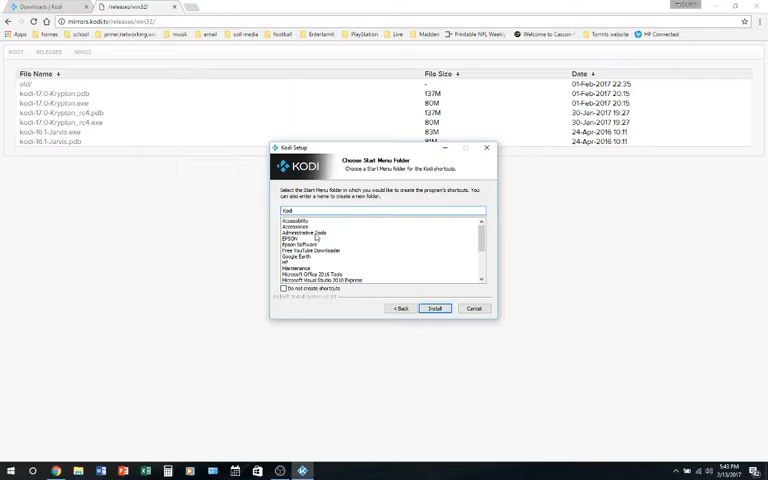 Downloads | Kodi
/releases/win32/
mirrors.kodi.tv/releases/win32/
Apps homes school email soil media football Entertainit PlayStation Live Madden Printable NFL Weekly Welcome to Casson- HP Connected
ROOT RELEASES WIN32
File Name File Size Date
old/ - 01-Feb-2017 22:35
kodi-17.0-Krypton.pdb 137M 01-Feb-2017 20:15
kodi-17.0-Krypton.exe 80M 01-Feb-2017 20:15
kodi-17.0-Krypton_rc4.pdb 137M 30-Jan-2017 19:27
kodi-17.0-Krypton_rc4.exe 80M 30-Jan-2017 19:27
kodi-16.1-Jarvis.exe 83M 24-Apr-2016 10:11
kodi-16.1-Jarvis.pdb 81M 24-Apr-2016 10:11
Kodi Setup
KODI
Choose Start Menu Folder
Choose a Start Menu folder for the Kodi shortcuts.
Select the Start Menu folder in which you would like to create the program's shortcuts. You
can also enter a name to create a new folder.
Kodi
Accessibility
Accessories
Administrative Tools
EPSON
Epson Software
Free YouTube Downloader
Google Earth
HP
Maintenance
Microsoft Office 2016 Tools
Microsoft Visual Studio 2010 Express
Do not create shortcuts
< Back Install Cancel
5:43 PM
2/13/2017